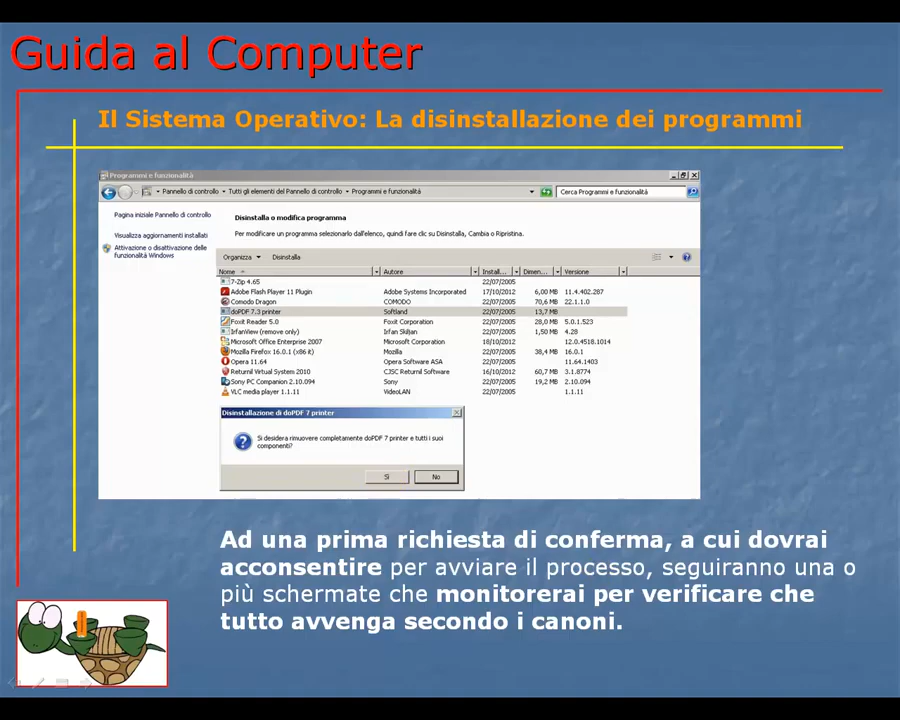 Guida al Computer
Il Sistema Operativo: La disinstallazione dei programmi
Programmi e funzionalità
Pannello di controllo Tutti gli elementi del Pannello di controllo Programmi e funzionalità Cerca Programmi e funzionalità
Pagina iniziale Pannello di controllo
Visualizza aggiornamenti installati
Attivazione o disattivazione delle
funzionalità Windows
Disinstalla o modifica programma
Per modificare un programma selezionarlo dall'elenco, quindi fare clic su Disinstalla, Cambia o Ripristina.
Organizza Disinstalla
Nome Autore Install... Dimen... Versione
7-Zip 4.65 22/07/2005
Adobe Flash Player 11 Plugin Adobe Systems Incorporated 17/10/2012 6,00 MB 11.4.402.287
Comodo Dragon COMODO 22/07/2005 70,6 MB 22.1.1.0
doPDF 7.3 printer Softland 22/07/2005 13,7 MB
Foxit Reader 5.0 Foxit Corporation 22/07/2005 28,0 MB 5.0.1.523
IrfanView (remove only) Irfan Skiljan 22/07/2005 1,50 MB 4.28
Microsoft Office Enterprise 2007 Microsoft Corporation 18/10/2012 12.0.4518.1014
Mozilla Firefox 16.0.1 (x86 it) Mozilla 22/07/2005 38,4 MB 16.0.1
Opera 11.64 Opera Software ASA 22/07/2005 11.64.1403
Returnil Virtual System 2010 CJSC Returnil Software 16/10/2012 60,7 MB 3.1.8774
Sony PC Companion 2.10.094 Sony 22/07/2005 19,2 MB 2.10.094
VLC media player 1.1.11 VideoLAN 22/07/2005 1.1.11
Disinstallazione di doPDF 7 printer
Si desidera rimuovere completamente doPDF 7 printer e tutti i suoi
componenti?
Sì No
Ad una prima richiesta di conferma, a cui dovrai
acconsentire per avviare il processo, seguiranno una o
più schermate che monitorerai per verificare che
tutto avvenga secondo i canoni.